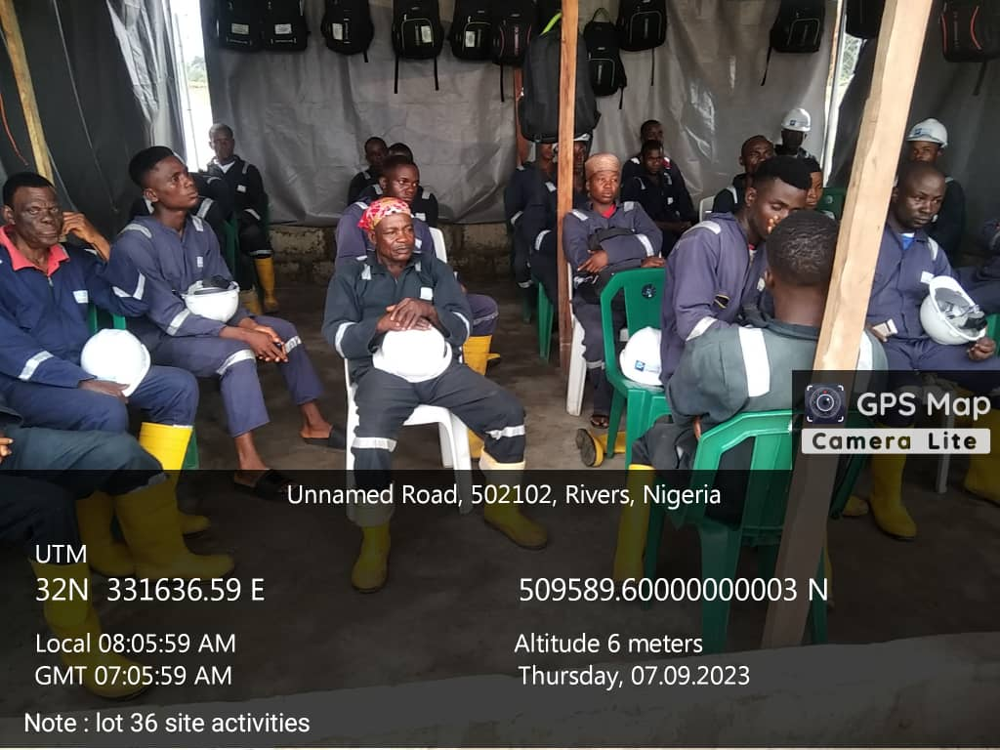 GPS Map
Camera Lite
Unnamed Road, 502102, Rivers, Nigeria
UTM
32N 331636.59 E
509589.60000000003 N
Local 08:05:59 AM
Altitude 6 meters
GMT 07:05:59 AM
Thursday, 07.09.2023
Note : lot 36 site activities